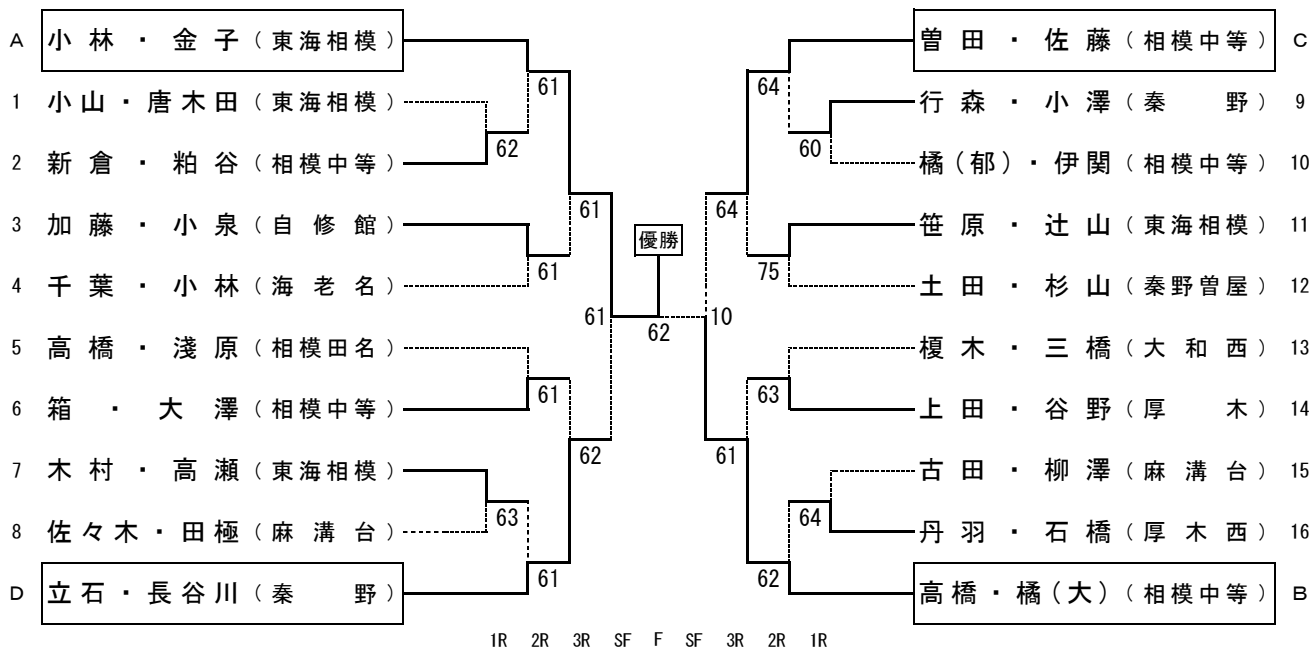 A 小林・金子(東海相模)
1 小山・唐木田(東海相模)
2 新倉・粕谷(相模中等)
3 加藤・小泉(自修館)
4 千葉・小林(海老名)
5 高橋・淺原(相模田名)
6 箱・大澤(相模中等)
7 木村・高瀬(東海相模)
8 佐々木・田極(麻溝台)
D 立石・長谷川(秦野)
61
62
61
61
61
62
63
61
61
優勝
62
10
64
60
64
75
63
61
64
62
曽田・佐藤(相模中等) C
行森・小澤(秦野) 9
橘(郁)・伊関(相模中等) 10
笹原・辻山(東海相模) 11
土田・杉山(秦野曽屋) 12
榎木・三橋(大和西) 13
上田・谷野(厚木) 14
古田・柳澤(麻溝台) 15
丹羽・石橋(厚木西) 16
高橋・橘(大)(相模中等) B
1R 2R 3R SF F SF 3R 2R 1R